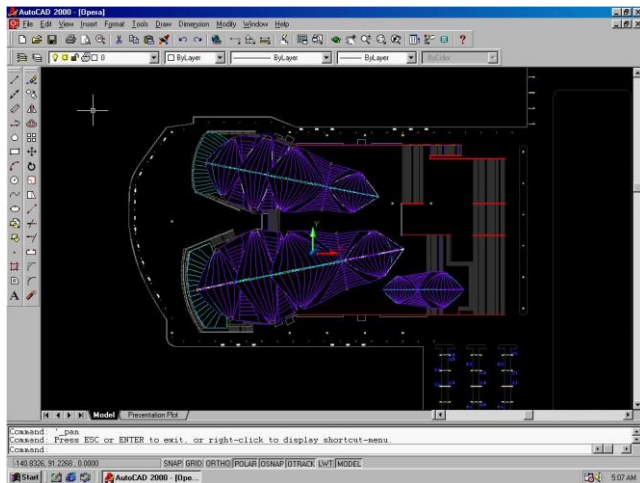 AutoCAD 2000 - [Opera]
File Edit View Insert Format Tools Draw Dimension Modify Window Help
0 ByLayer ByLayer ByLayer ByColor
Y
Model Presentation Plot
Command: '_pan
Command: Press ESC or ENTER to exit, or right-click to display shortcut-menu.
Command:
-140.8326, 91.2268, 0.0000 SNAP GRID ORTHO POLAR OSNAP OTRACK LWT MODEL
Start AutoCAD 2000 - [Ope... 5:07 AM